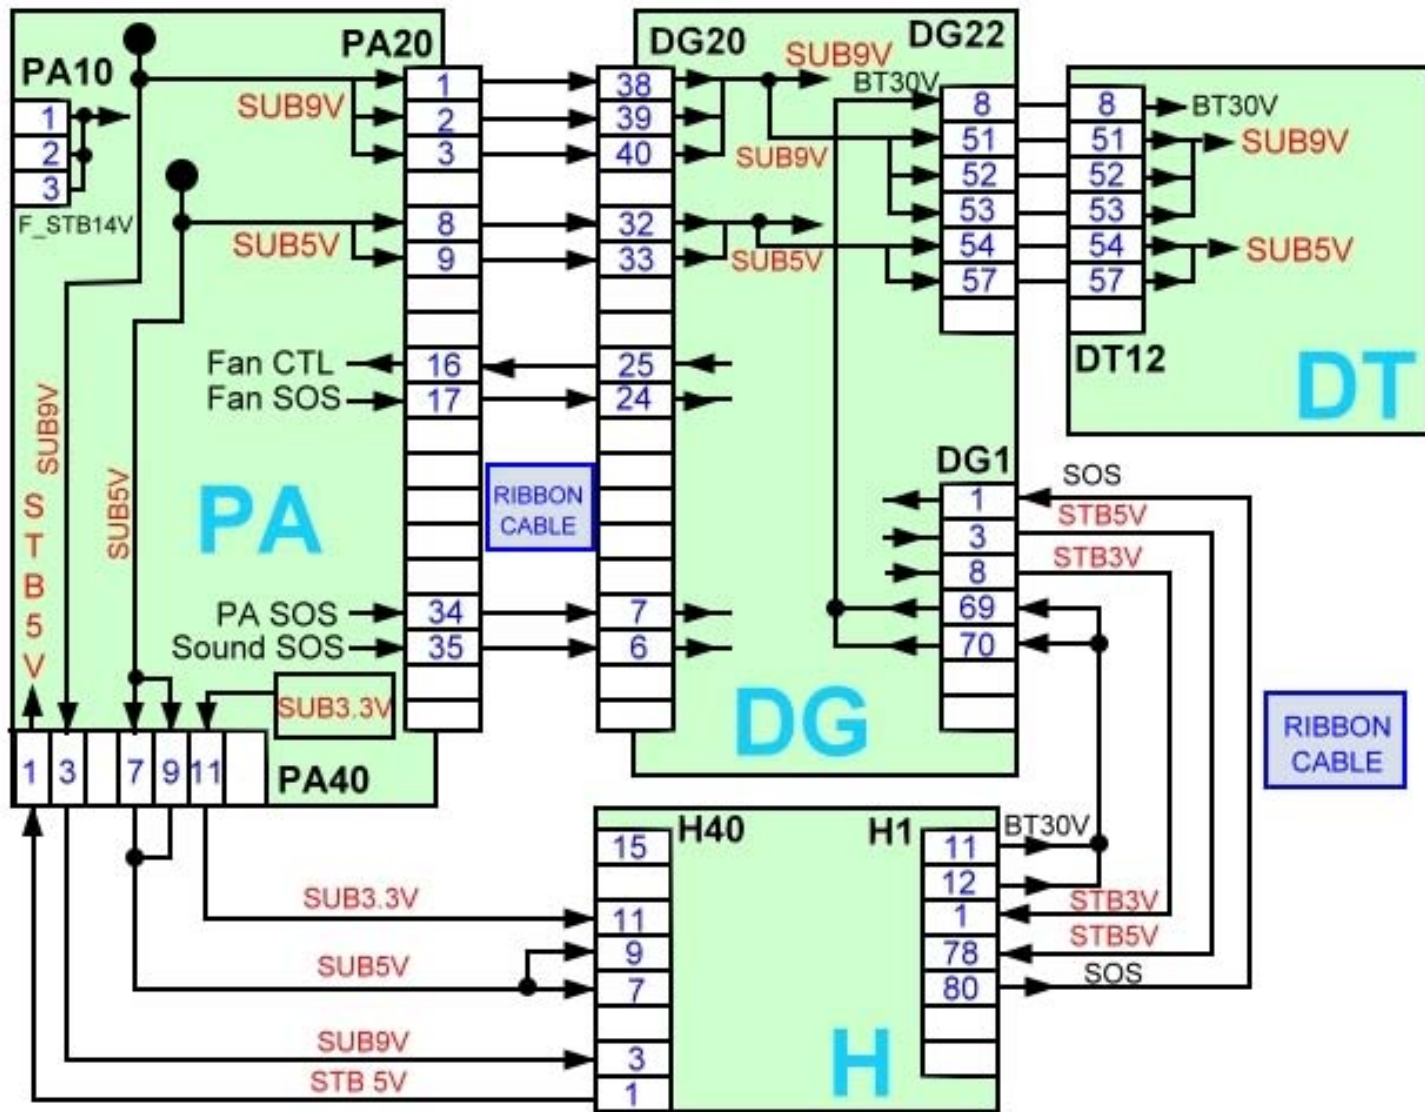 PA10
PA20
DG20
DG22
SUB9V
BT30V
1
2
3
F_STB14V
SUB9V
1
2
3
8
9
SUB5V
38
39
40
32
33
SUB9V
SUB5V
8
51
52
53
54
57
8
51
52
53
54
57
BT30V
SUB9V
SUB5V
DT12
DT
Fan CTL
Fan SOS
16
17
25
24
SUB9V
STB5V
SUB5V
PA
RIBBON
CABLE
DG1
1
3
8
69
70
SOS
STB5V
STB3V
PA SOS
Sound SOS
34
35
7
6
SUB3.3V
DG
RIBBON
CABLE
1
3
7
9
11
PA40
H40
H1
15
11
9
7
3
1
11
12
1
78
80
BT30V
STB3V
STB5V
SOS
SUB3.3V
SUB5V
SUB9V
STB 5V
H